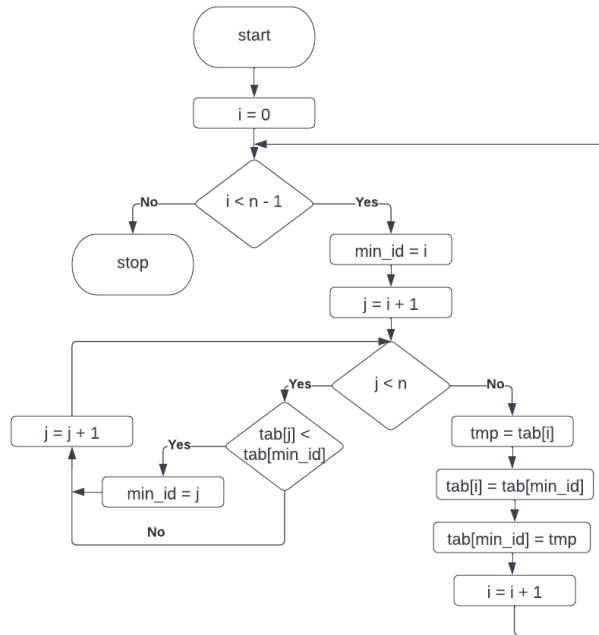 start
i = 0
i < n - 1
No
Yes
stop
min_id = i
j = i + 1
j < n
Yes
No
tab[j] <
tab[min_id]
Yes
j = j + 1
min_id = j
No
tmp = tab[i]
tab[i] = tab[min_id]
tab[min_id] = tmp
i = i + 1